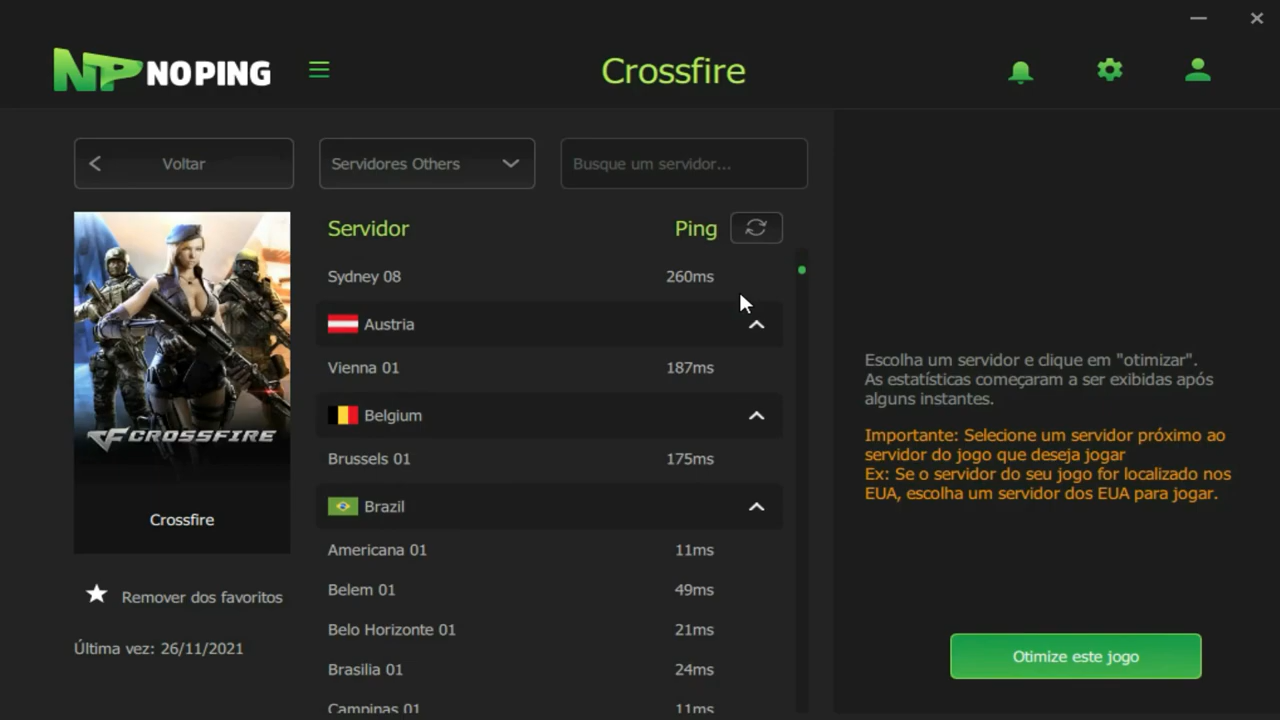 NP NOPING
Crossfire
Voltar
Servidores Others
Busque um servidor...
CF CROSSFIRE
Crossfire
Remover dos favoritos
Última vez: 26/11/2021
Servidor Ping
Sydney 08 260ms
Austria
Vienna 01 187ms
Belgium
Brussels 01 175ms
Brazil
Americana 01 11ms
Belem 01 49ms
Belo Horizonte 01 21ms
Brasilia 01 24ms
Campinas 01 11ms
Escolha um servidor e clique em "otimizar".
As estatísticas começaram a ser exibidas após
alguns instantes.
Importante: Selecione um servidor próximo ao
servidor do jogo que deseja jogar
Ex: Se o servidor do seu jogo for localizado nos
EUA, escolha um servidor dos EUA para jogar.
Otimize este jogo